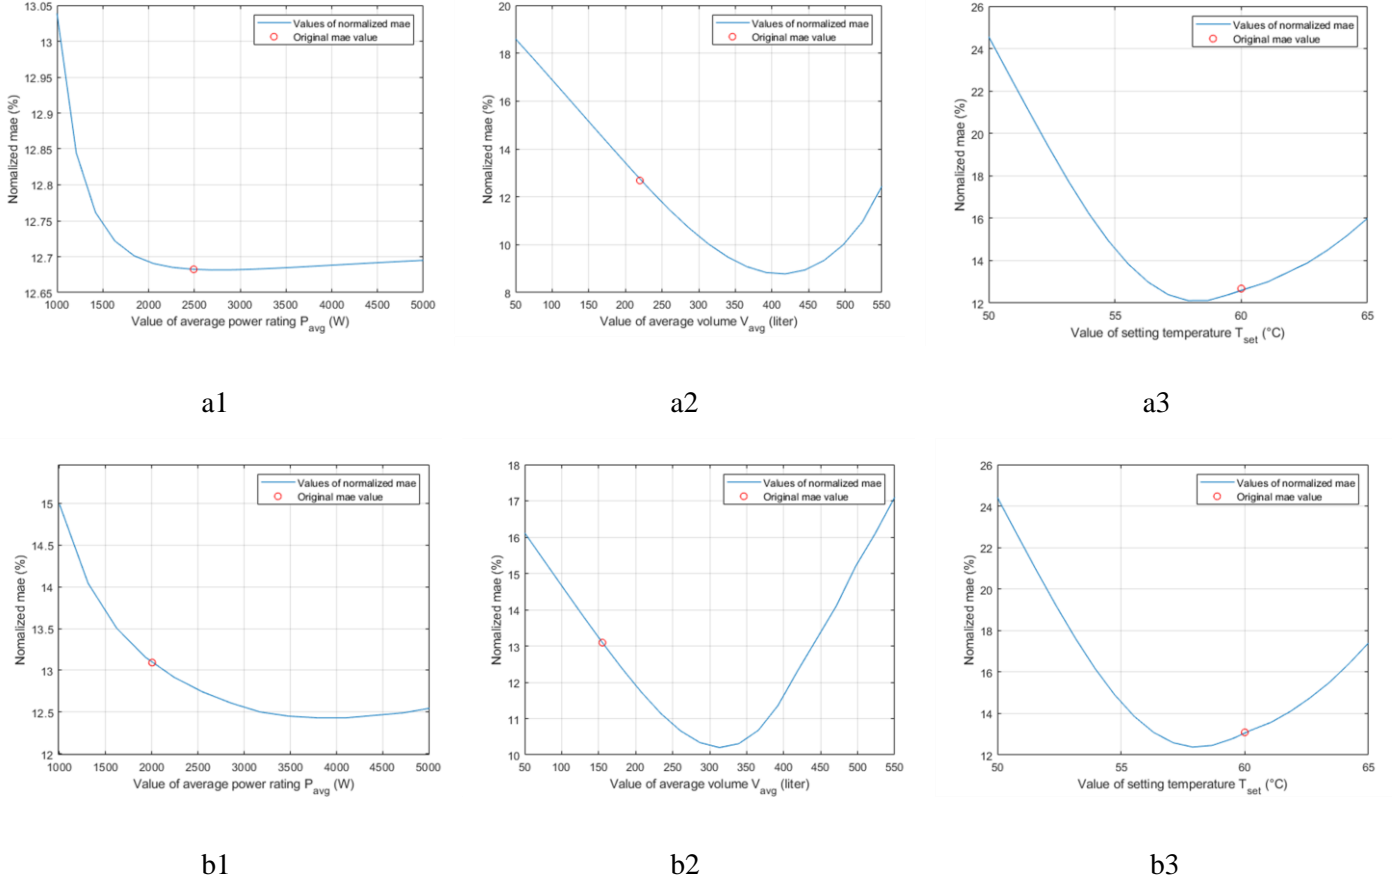 13.05
13
12.95
12.9
12.85
12.8
12.75
12.7
12.65
Nomalized mae (%)
Values of normalized mae
Original mae value
1000 1500 2000 2500 3000 3500 4000 4500 5000
Value of average power rating Pavg (W)
20
18
16
14
12
10
8
Nomalized mae (%)
Values of normalized mae
Original mae value
50 100 150 200 250 300 350 400 450 500 550
Value of average volume Vavg (liter)
26
24
22
20
18
16
14
12
Nomalized mae (%)
Values of normalized mae
Original mae value
50 55 60 65
Value of setting temperature Tset (°C)
a1
a2
a3
15
14.5
14
13.5
13
12.5
12
Nomalized mae (%)
Values of normalized mae
Original mae value
1000 1500 2000 2500 3000 3500 4000 4500 5000
Value of average power rating Pavg (W)
18
17
16
15
14
13
12
11
10
Nomalized mae (%)
Values of normalized mae
Original mae value
50 100 150 200 250 300 350 400 450 500 550
Value of average volume Vavg (liter)
26
24
22
20
18
16
14
12
Nomalized mae (%)
Values of normalized mae
Original mae value
50 55 60 65
Value of setting temperature Tset (°C)
b1
b2
b3